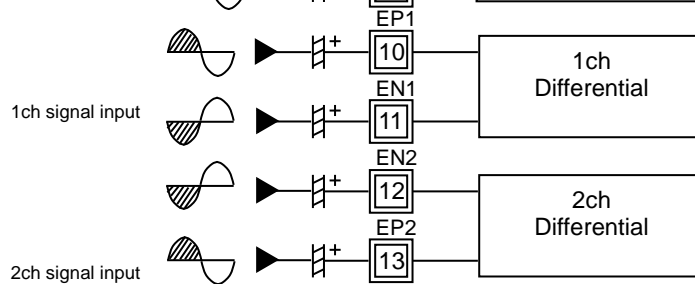 EP1
+
10
1ch
Differential
EN1
1ch signal input
+
11
EN2
+
12
2ch
Differential
EP2
+
13
2ch signal input